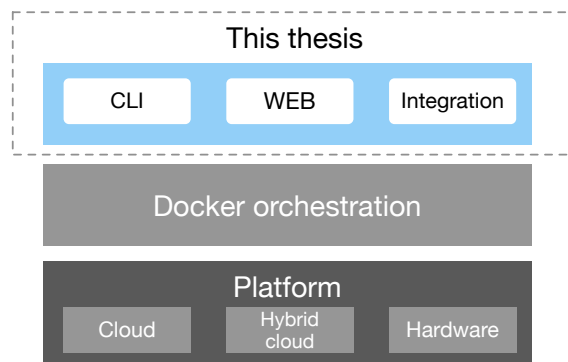 This thesis
CLI WEB Integration
Docker orchestration
Platform
Cloud Hybrid cloud Hardware